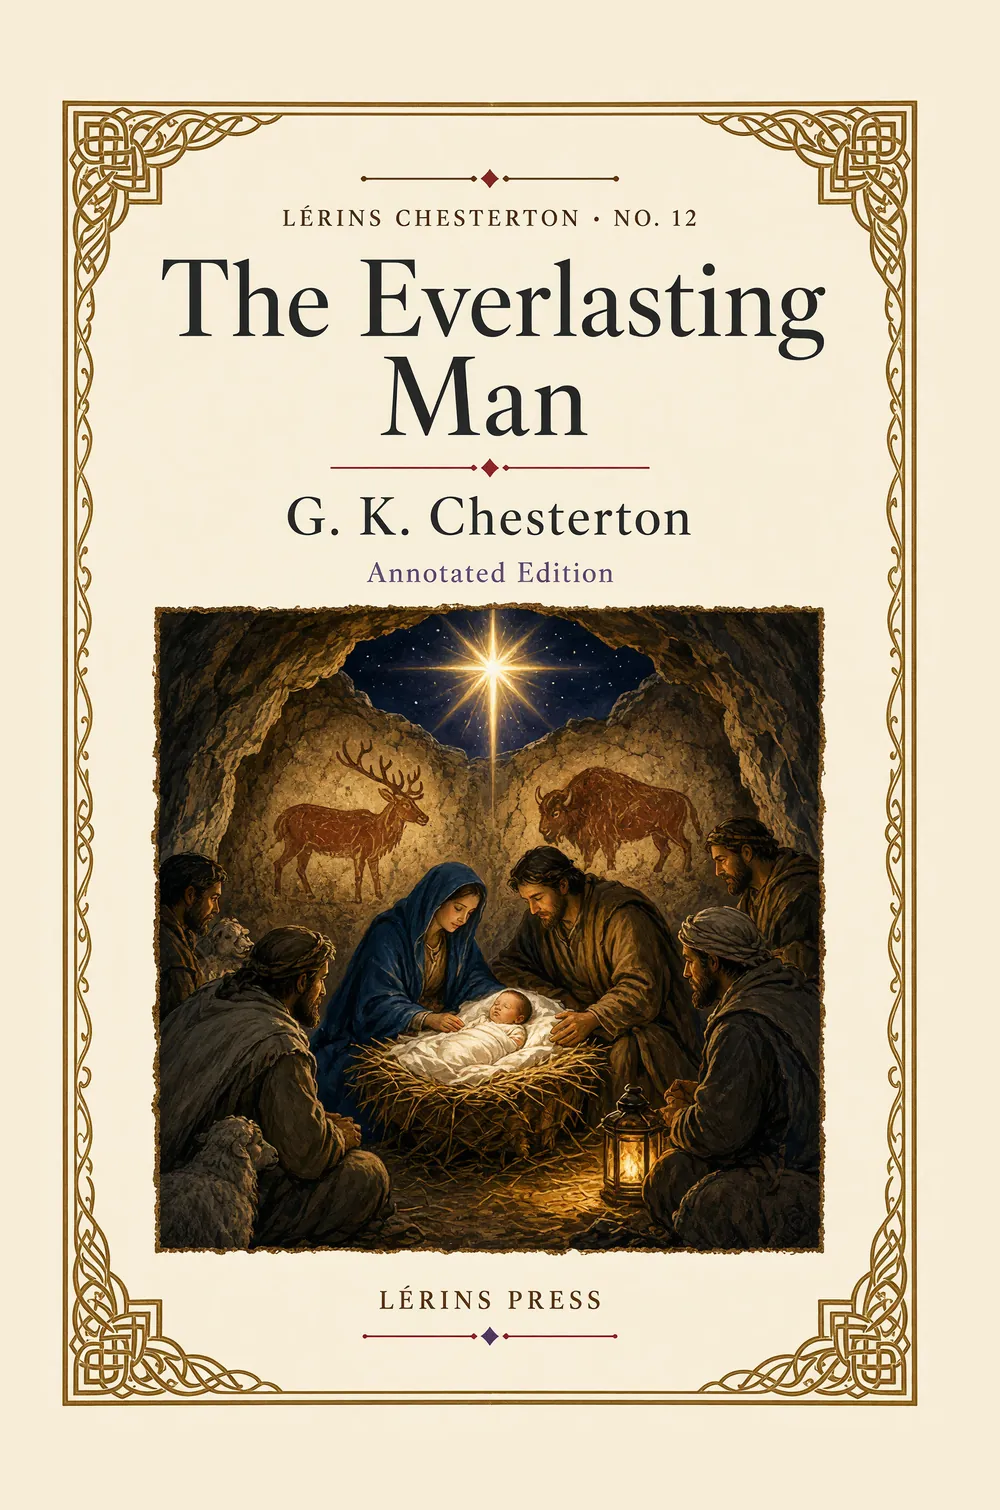 LÉRINS CHESTERTON • NO. 12
The Everlasting
Man
G. K. Chesterton
Annotated Edition
LÉRINS PRESS